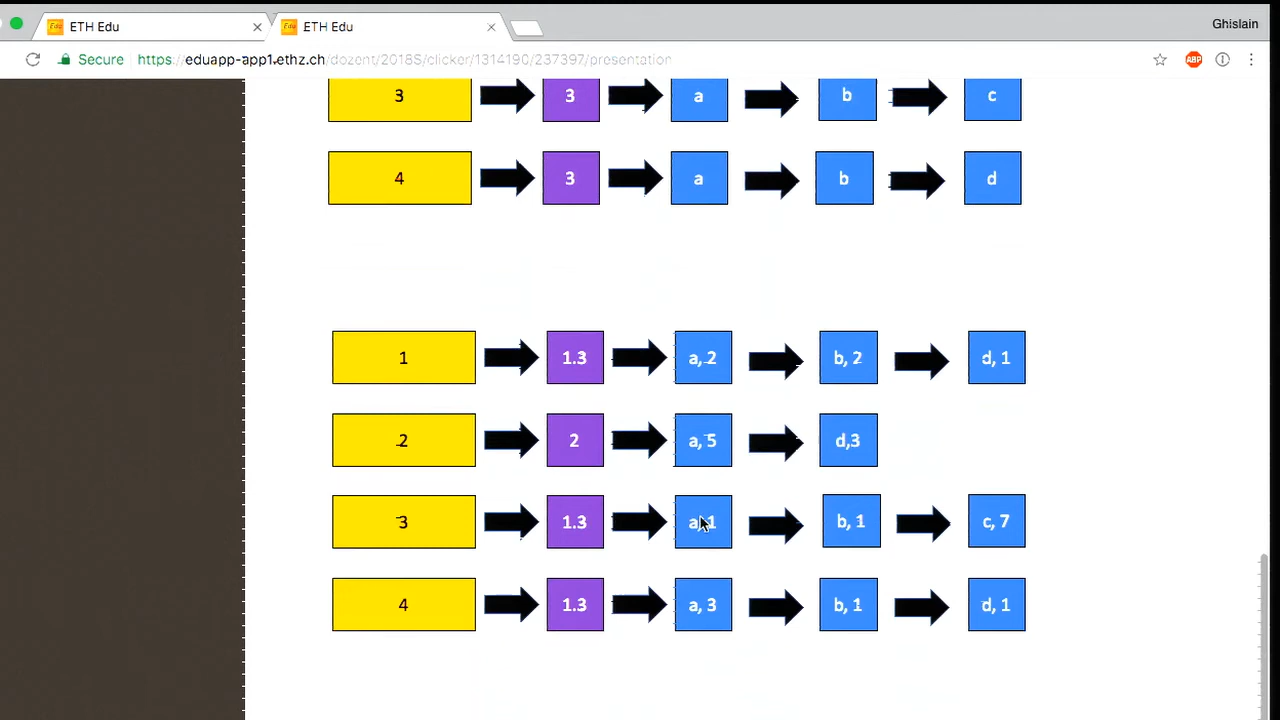 ETH Edu ETH Edu Ghislain
Secure https://eduapp-app1.ethz.ch/dozent/2018S/clicker/1314190/237397/presentation ABP
3 3 a b c
4 3 a b d
1 1.3 a, 2 b, 2 d, 1
2 2 a, 5 d,3
3 1.3 a, 1 b, 1 c, 7
4 1.3 a, 3 b, 1 d, 1